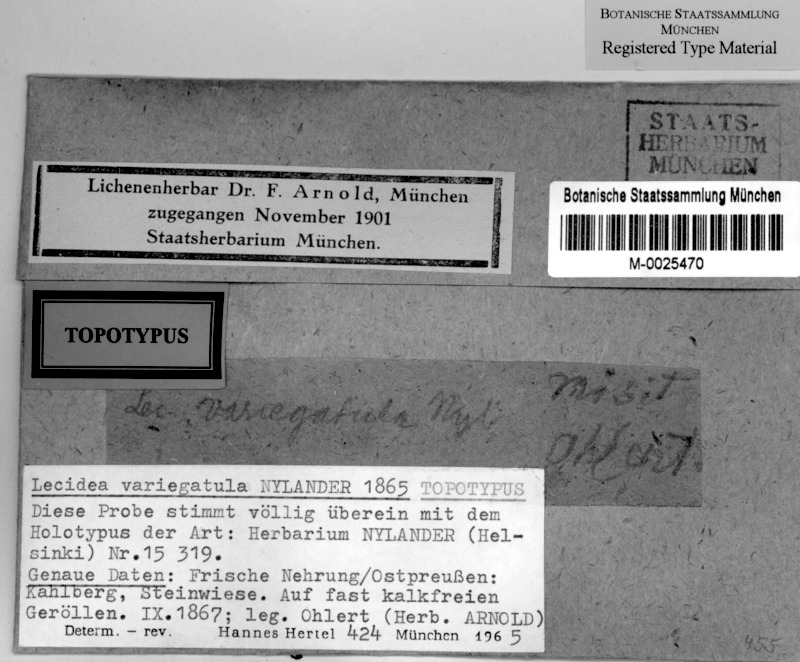 BOTANISCHE STAATSSAMMLUNG
MÜNCHEN
Registered Type Material
STAATS-
HERBARIUM
MÜNCHEN
Lichenenherbar Dr. F. Arnold, München
zugegangen November 1901
Staatsherbarium München.
Botanische Staatssammlung München
M-0025470
TOPOTYPUS
Lec. variegatula Nyl.
misit
Ohlert.
Lecidea variegatula NYLANDER 1865 TOPOTYPUS
Diese Probe stimmt völlig überein mit dem
Holotypus der Art: Herbarium NYLANDER (Hel-
sinki) Nr.15 319.
Genaue Daten: Frische Nehrung/Ostpreußen:
Kahlberg, Steinwiese. Auf fast kalkfreien
Geröllen. IX.1867; leg. Ohlert (Herb. ARNOLD)
Determ. – rev. Hannes Hertel 424 München 196 5
455